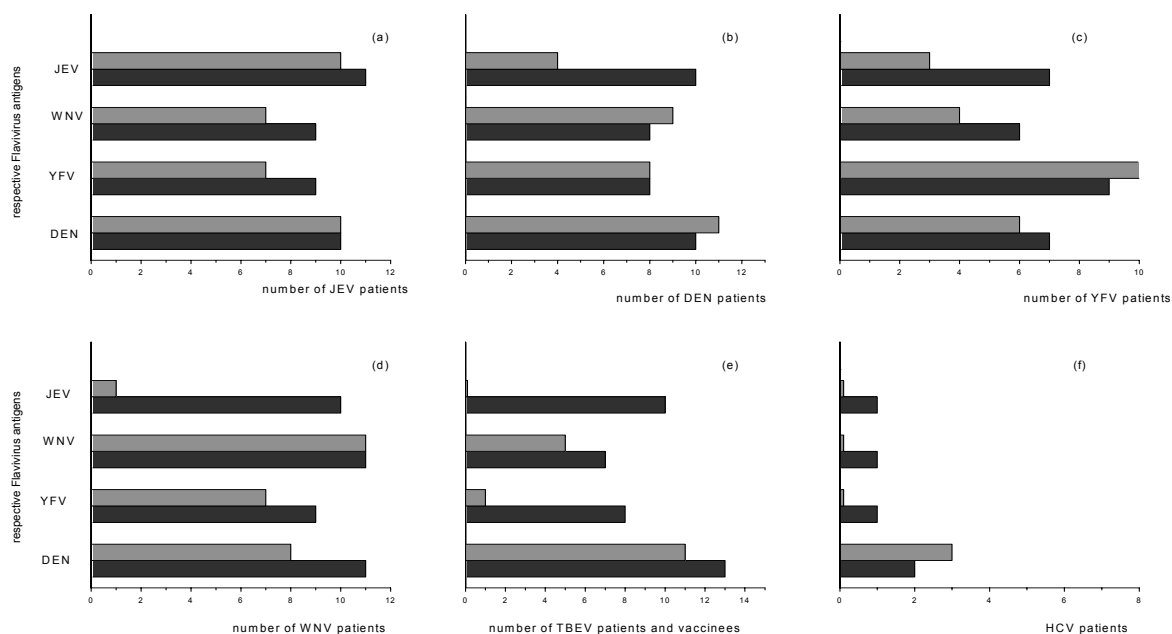 (a)
(b)
(c)
respective Flavivirus antigens
JEV
WNV
YFV
DEN
0 2 4 6 8 10 12
0 2 4 6 8 10 12
0 2 4 6 8 10
number of JEV patients
number of DEN patients
number of YFV patients
(d)
(e)
(f)
respective Flavivirus antigens
JEV
WNV
YFV
DEN
0 2 4 6 8 10 12
0 2 4 6 8 10 12 14
0 2 4 6 8
number of WNV patients
number of TBEV patients and vaccinees
HCV patients